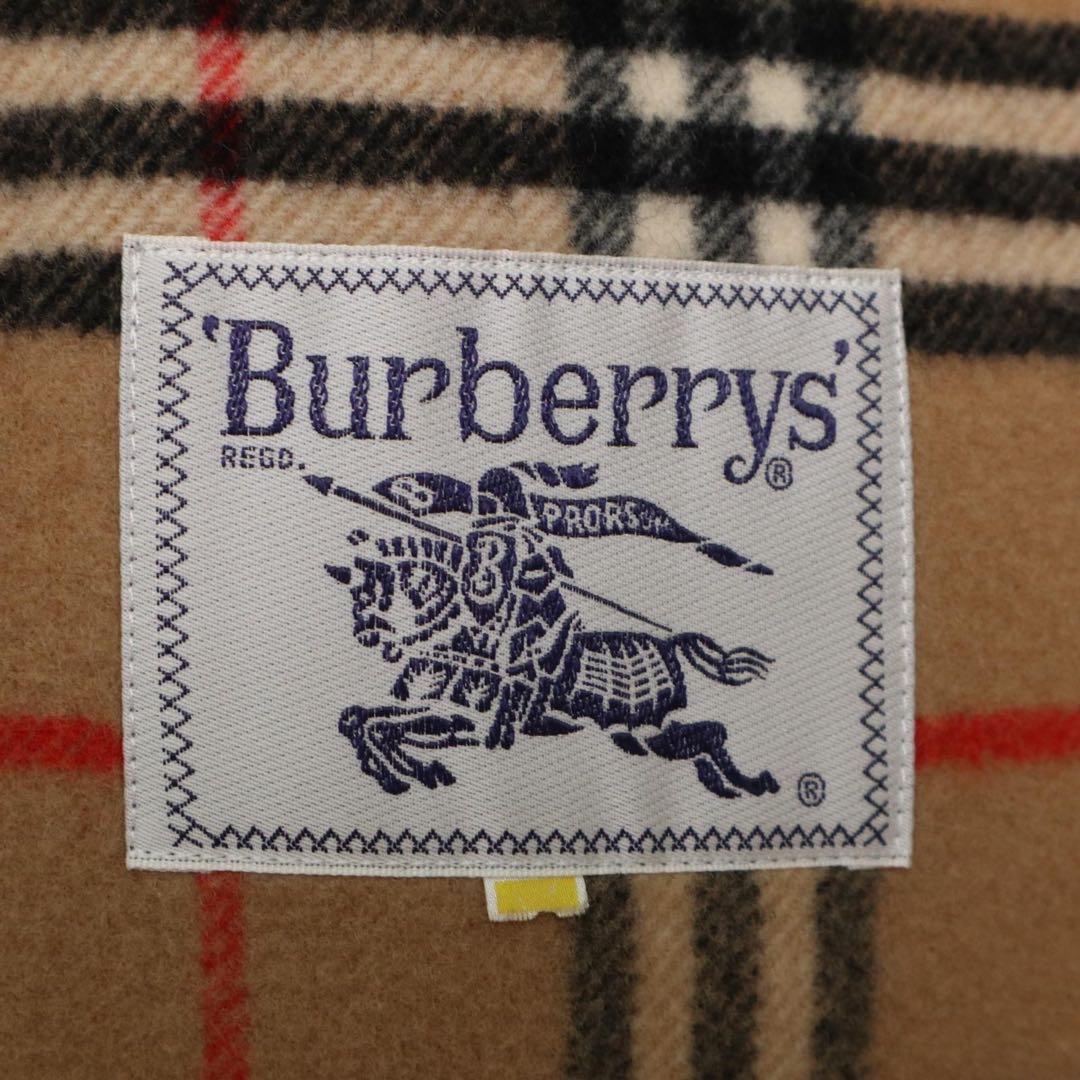 'Burberrys'
REGD.
®
PRORSUM
®